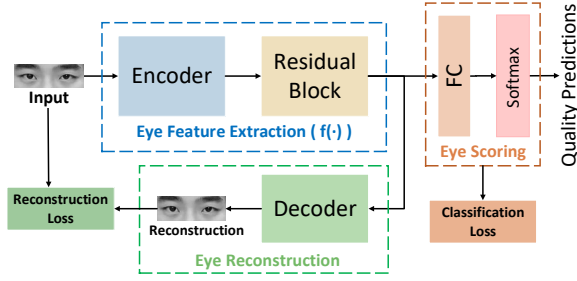 Input
Encoder
Residual
Block
Eye Feature Extraction ( f(·) )
FC
Softmax
Eye Scoring
Quality Predictions
Reconstruction
Loss
Reconstruction
Decoder
Eye Reconstruction
Classification
Loss